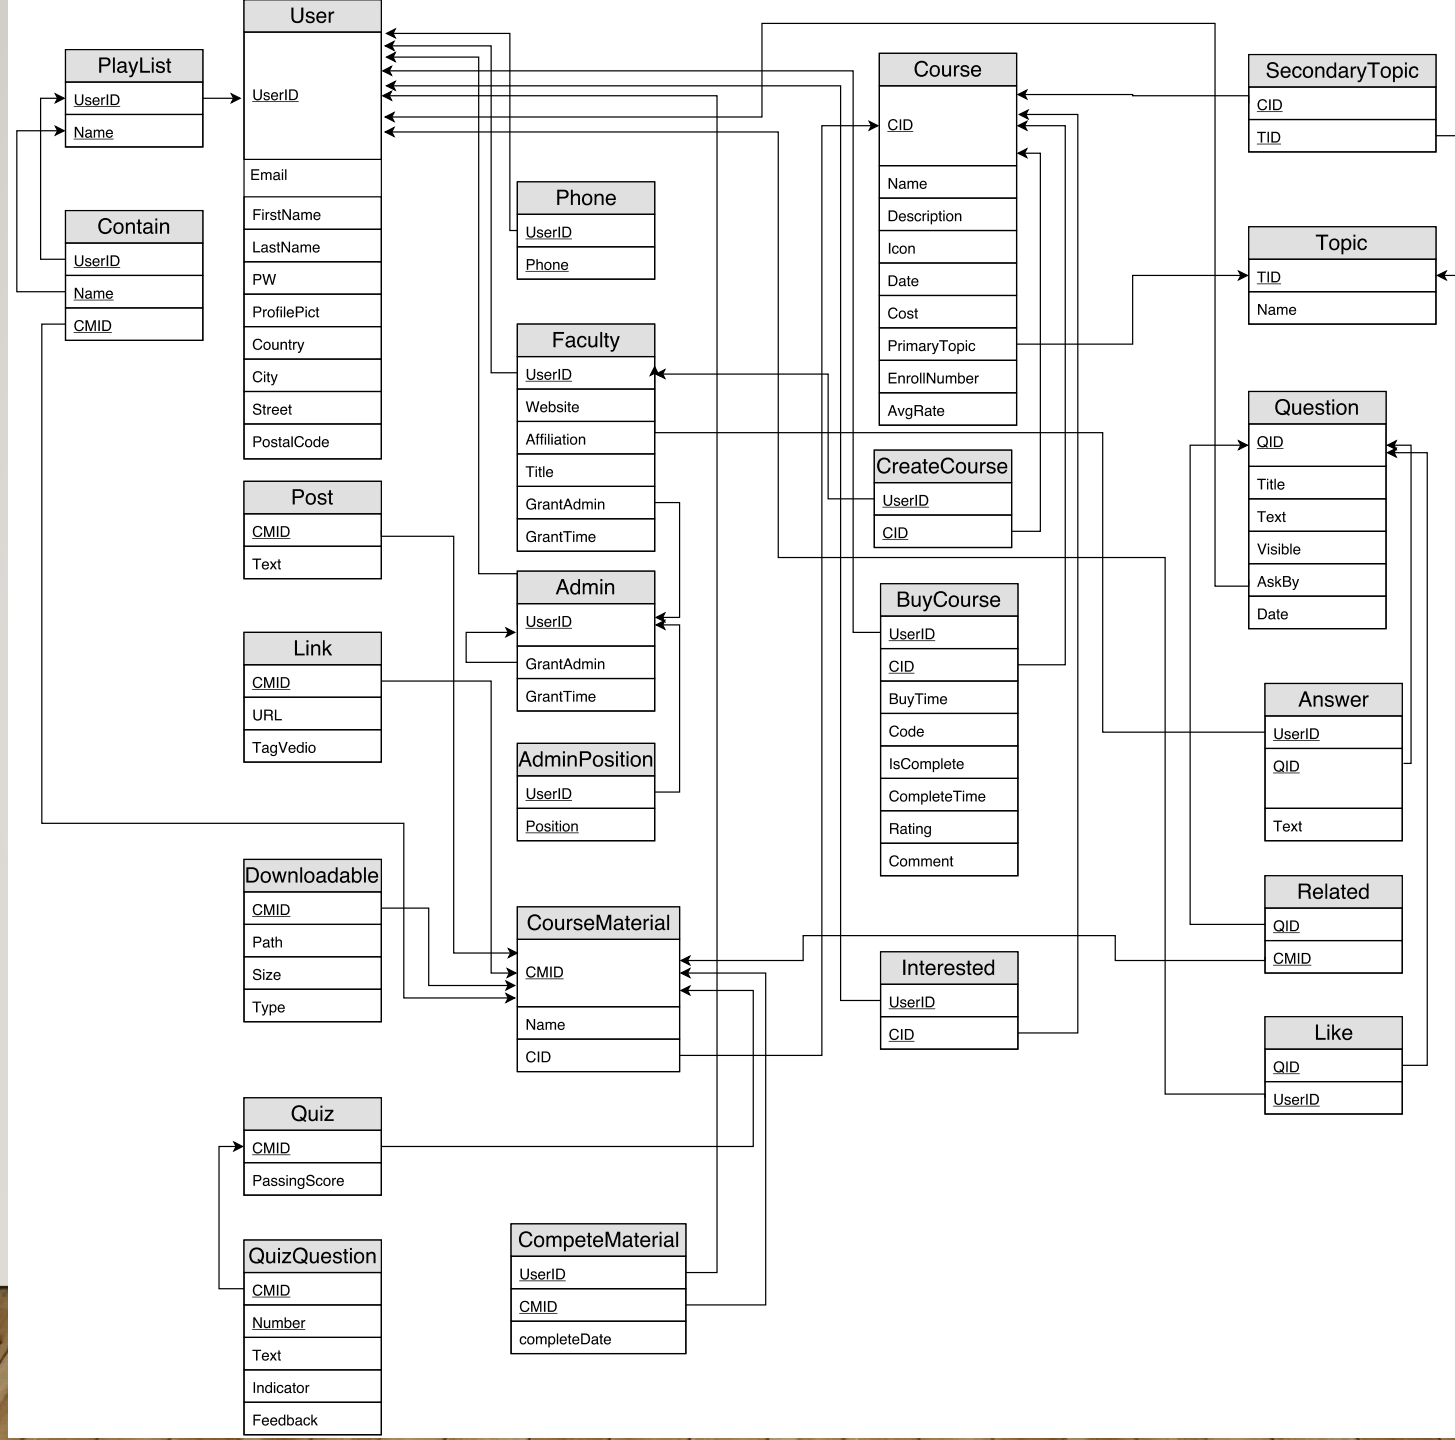 User
UserID
Email
FirstName
LastName
PW
ProfilePict
Country
City
Street
PostalCode
PlayList
UserID
Name
Contain
UserID
Name
CMID
Post
CMID
Text
Link
CMID
URL
TagVedio
Downloadable
CMID
Path
Size
Type
Quiz
CMID
PassingScore
QuizQuestion
CMID
Number
Text
Indicator
Feedback
Phone
UserID
Phone
Faculty
UserID
Website
Affiliation
Title
GrantAdmin
GrantTime
Admin
UserID
GrantAdmin
GrantTime
AdminPosition
UserID
Position
CourseMaterial
CMID
Name
CID
CompeteMaterial
UserID
CMID
completeDate
Course
CID
Name
Description
Icon
Date
Cost
PrimaryTopic
EnrollNumber
AvgRate
CreateCourse
UserID
CID
BuyCourse
UserID
CID
BuyTime
Code
IsComplete
CompleteTime
Rating
Comment
Interested
UserID
CID
SecondaryTopic
CID
TID
Topic
TID
Name
Question
QID
Title
Text
Visible
AskBy
Date
Answer
UserID
QID
Text
Related
QID
CMID
Like
QID
UserID